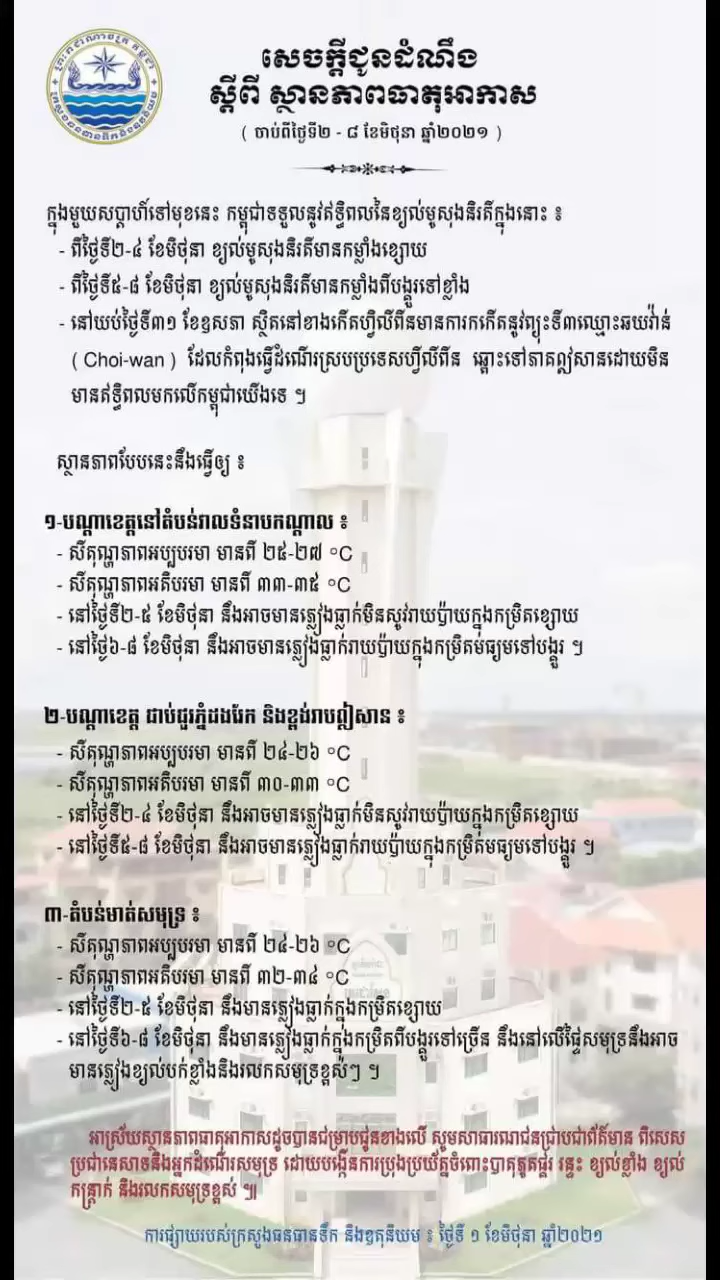 សេចក្តីជូនដំណឹង
ស្តីពី ស្ថានភាពធាតុអាកាស
( ចាប់ពីថ្ងៃទី២ - ៨ ខែមិថុនា ឆ្នាំ២០២១ )
ក្នុងមួយសប្តាហ៍ទៅមុខនេះ កម្ពុជាទទួលនូវឥទ្ធិពលនៃខ្យល់មូសុងនិរតីក្នុងនោះ ៖
- ពីថ្ងៃទី២-៤ ខែមិថុនា ខ្យល់មូសុងនិរតីមានកម្លាំងខ្សោយ
- ពីថ្ងៃទី៥-៨ ខែមិថុនា ខ្យល់មូសុងនិរតីមានកម្លាំងពីបង្គួរទៅខ្លាំង
- នៅយប់ថ្ងៃទី៣១ ខែឧសភា ស្ថិតនៅខាងកើតហ្វិលីពីនមានការកកើតនូវព្យុះទី៣ឈ្មោះឆយវ៉ាន់
( Choi-wan ) ដែលកំពុងធ្វើដំណើរស្របប្រទេសហ្វិលីពីន ឆ្ពោះទៅភាគឦសានដោយមិន
មានឥទ្ធិពលមកលើកម្ពុជាយើងទេ ។
ស្ថានភាពបែបនេះនឹងធ្វើឲ្យ ៖
១-បណ្តាខេត្តនៅតំបន់វាលទំនាបកណ្តាល ៖
- សីតុណ្ហភាពអប្បបរមា មានពី ២៥-២៧ °C
- សីតុណ្ហភាពអតិបរមា មានពី ៣៣-៣៥ °C
- នៅថ្ងៃទី២-៥ ខែមិថុនា នឹងអាចមានភ្លៀងធ្លាក់មិនសូវរាយប៉ាយក្នុងកម្រិតខ្សោយ
- នៅថ្ងៃ៦-៨ ខែមិថុនា នឹងអាចមានភ្លៀងធ្លាក់រាយប៉ាយក្នុងកម្រិតមធ្យមទៅបង្គួរ ។
២-បណ្តាខេត្ត ជាប់ជួរភ្នំដងរែក និងខ្ពង់រាបឦសាន ៖
- សីតុណ្ហភាពអប្បបរមា មានពី ២៤-២៦ °C
- សីតុណ្ហភាពអតិបរមា មានពី ៣០-៣៣ °C
- នៅថ្ងៃទី២-៤ ខែមិថុនា នឹងអាចមានភ្លៀងធ្លាក់មិនសូវរាយប៉ាយក្នុងកម្រិតខ្សោយ
- នៅថ្ងៃទី៥-៨ ខែមិថុនា នឹងអាចមានភ្លៀងធ្លាក់រាយប៉ាយក្នុងកម្រិតមធ្យមទៅបង្គួរ ។
៣-តំបន់មាត់សមុទ្រ ៖
- សីតុណ្ហភាពអប្បបរមា មានពី ២៤-២៦ °C
- សីតុណ្ហភាពអតិបរមា មានពី ៣២-៣៤ °C
- នៅថ្ងៃទី២-៥ ខែមិថុនា នឹងមានភ្លៀងធ្លាក់ក្នុងកម្រិតខ្សោយ
- នៅថ្ងៃទី៦-៨ ខែមិថុនា នឹងមានភ្លៀងធ្លាក់ក្នុងកម្រិតពីបង្គួរទៅច្រើន នឹងនៅលើផ្ទៃសមុទ្រនឹងអាច
មានភ្លៀងខ្យល់បក់ខ្លាំងនិងរលកសមុទ្រខ្ពស់ៗ ។
អាស្រ័យស្ថានភាពធាតុអាកាសដូចបានជម្រាបជូនខាងលើ សូមសាធារណជនជ្រាបជាព័ត៌មាន ពិសេស
ប្រជានេសាទនឹងអ្នកដំណើរសមុទ្រ ដោយបង្កើនការប្រុងប្រយ័ត្នចំពោះបាតុភូតផ្គរ រន្ទះ ខ្យល់ខ្លាំង ខ្យល់
កន្ត្រាក់ និងរលកសមុទ្រខ្ពស់ ៕
ការផ្សាយរបស់ក្រសួងធនធានទឹក និងឧតុនិយម ៖ ថ្ងៃទី ១ ខែមិថុនា ឆ្នាំ២០២១